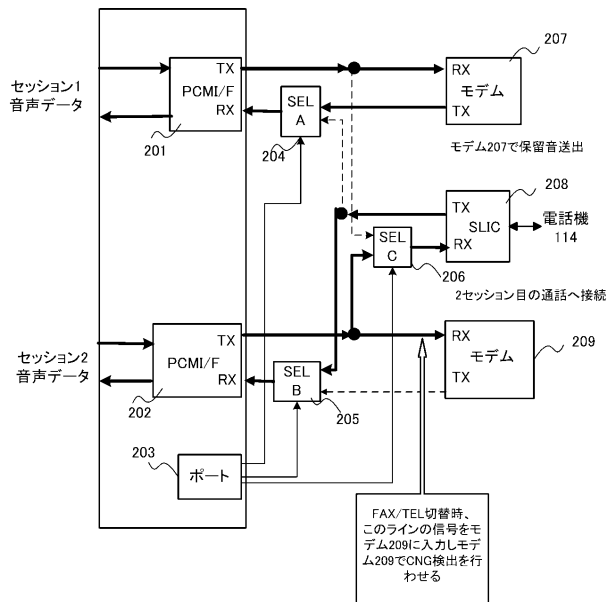 207
TX
RX
セッション1
音声データ
PCMI/F
RX
モデム
TX
SEL
A
201
204
モデム207で保留音送出
208
TX
SLIC
RX
電話機
114
SEL
C
206
2セッション目の通話へ接続
TX
RX
セッション2
音声データ
PCMI/F
RX
モデム
TX
209
SEL
B
202
205
203
ポート
FAX/TEL切替時、
このラインの信号をモ
デム209に入力しモデ
ム209でCNG検出を行
わせる